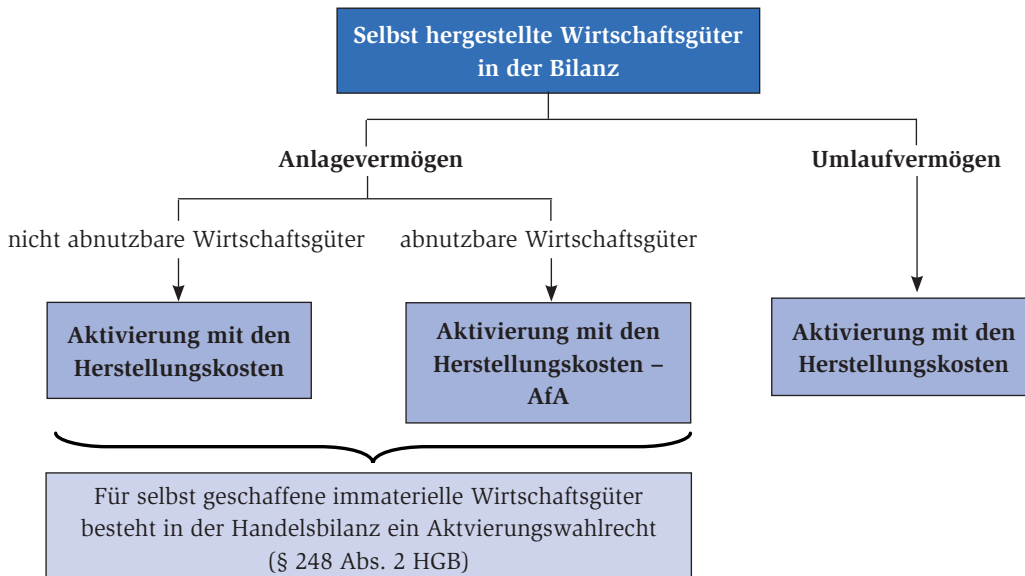 Selbst hergestellte Wirtschaftsgüter
in der Bilanz
Anlagevermögen
Umlaufvermögen
nicht abnutzbare Wirtschaftsgüter
abnutzbare Wirtschaftsgüter
Aktivierung mit den
Herstellungskosten
Aktivierung mit den
Herstellungskosten –
AfA
Aktivierung mit den
Herstellungskosten
Für selbst geschaffene immaterielle Wirtschaftsgüter
besteht in der Handelsbilanz ein Aktvierungswahlrecht
(§ 248 Abs. 2 HGB)